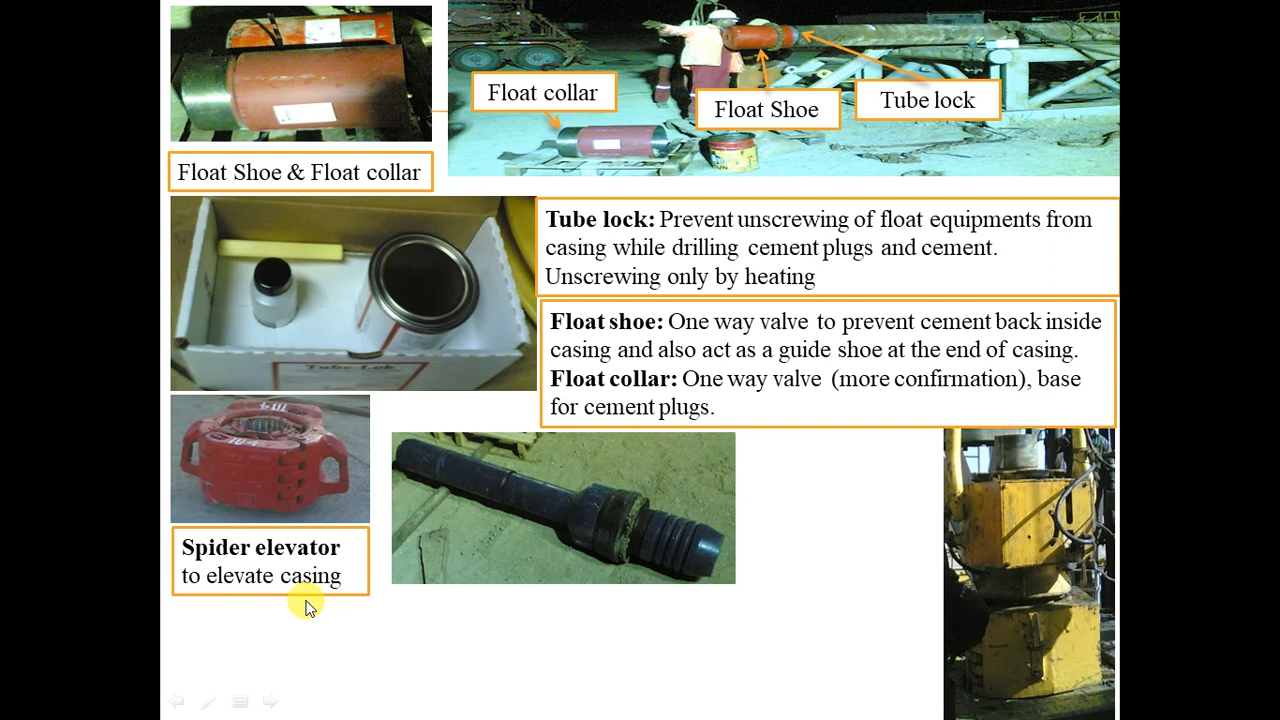 Float collar
Float Shoe
Tube lock
Float Shoe & Float collar
Tube lock: Prevent unscrewing of float equipments from
casing while drilling cement plugs and cement.
Unscrewing only by heating
Tube-Lok
Float shoe: One way valve to prevent cement back inside
casing and also act as a guide shoe at the end of casing.
Float collar: One way valve (more confirmation), base
for cement plugs.
Spider elevator
to elevate casing